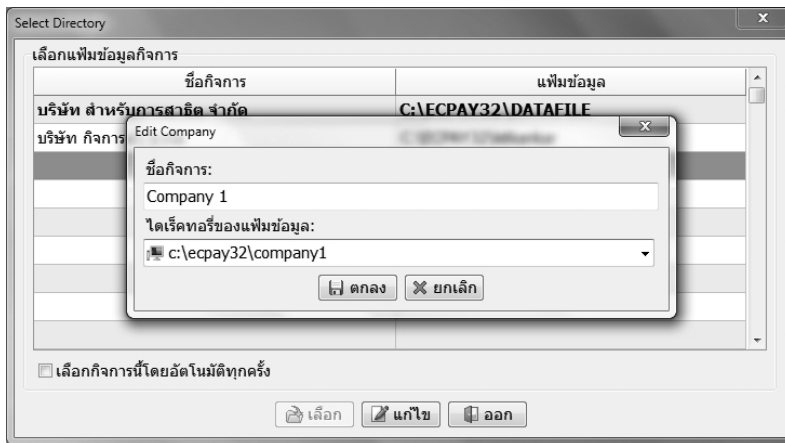 Select Directory
X
เลือกแฟ้มข้อมูลกิจการ
ชื่อกิจการ แฟ้มข้อมูล
บริษัท สำหรับการสาธิต จำกัด C:\ECPAY32\DATAFILE
บริษัท กิจการ
Edit Company
X
ชื่อกิจการ:
Company 1
ไดเร็คทอรี่ของแฟ้มข้อมูล:
c:\ecpay32\company1
ตกลง ยกเลิก
เลือกกิจการนี้โดยอัตโนมัติทุกครั้ง
เลือก แก้ไข ออก